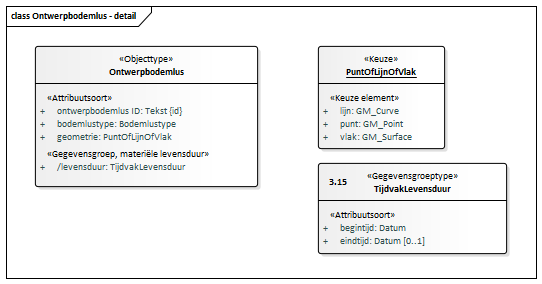 class Ontwerpbodemlus - detail
«Objecttype»
Ontwerpbodemlus
«Attribuutsoort»
+ ontwerpbodemlus ID: Tekst {id}
+ bodemlustype: Bodemlustype
+ geometrie: PuntOfLijnOfVlak
«Gegevensgroep, materiële levensduur»
+ /levensduur: TijdvakLevensduur
«Keuze»
PuntOfLijnOfVlak
«Keuze element»
+ lijn: GM_Curve
+ punt: GM_Point
+ vlak: GM_Surface
3.15 «Gegevensgroeptype»
TijdvakLevensduur
«Attribuutsoort»
+ begintijd: Datum
+ eindtijd: Datum [0..1]